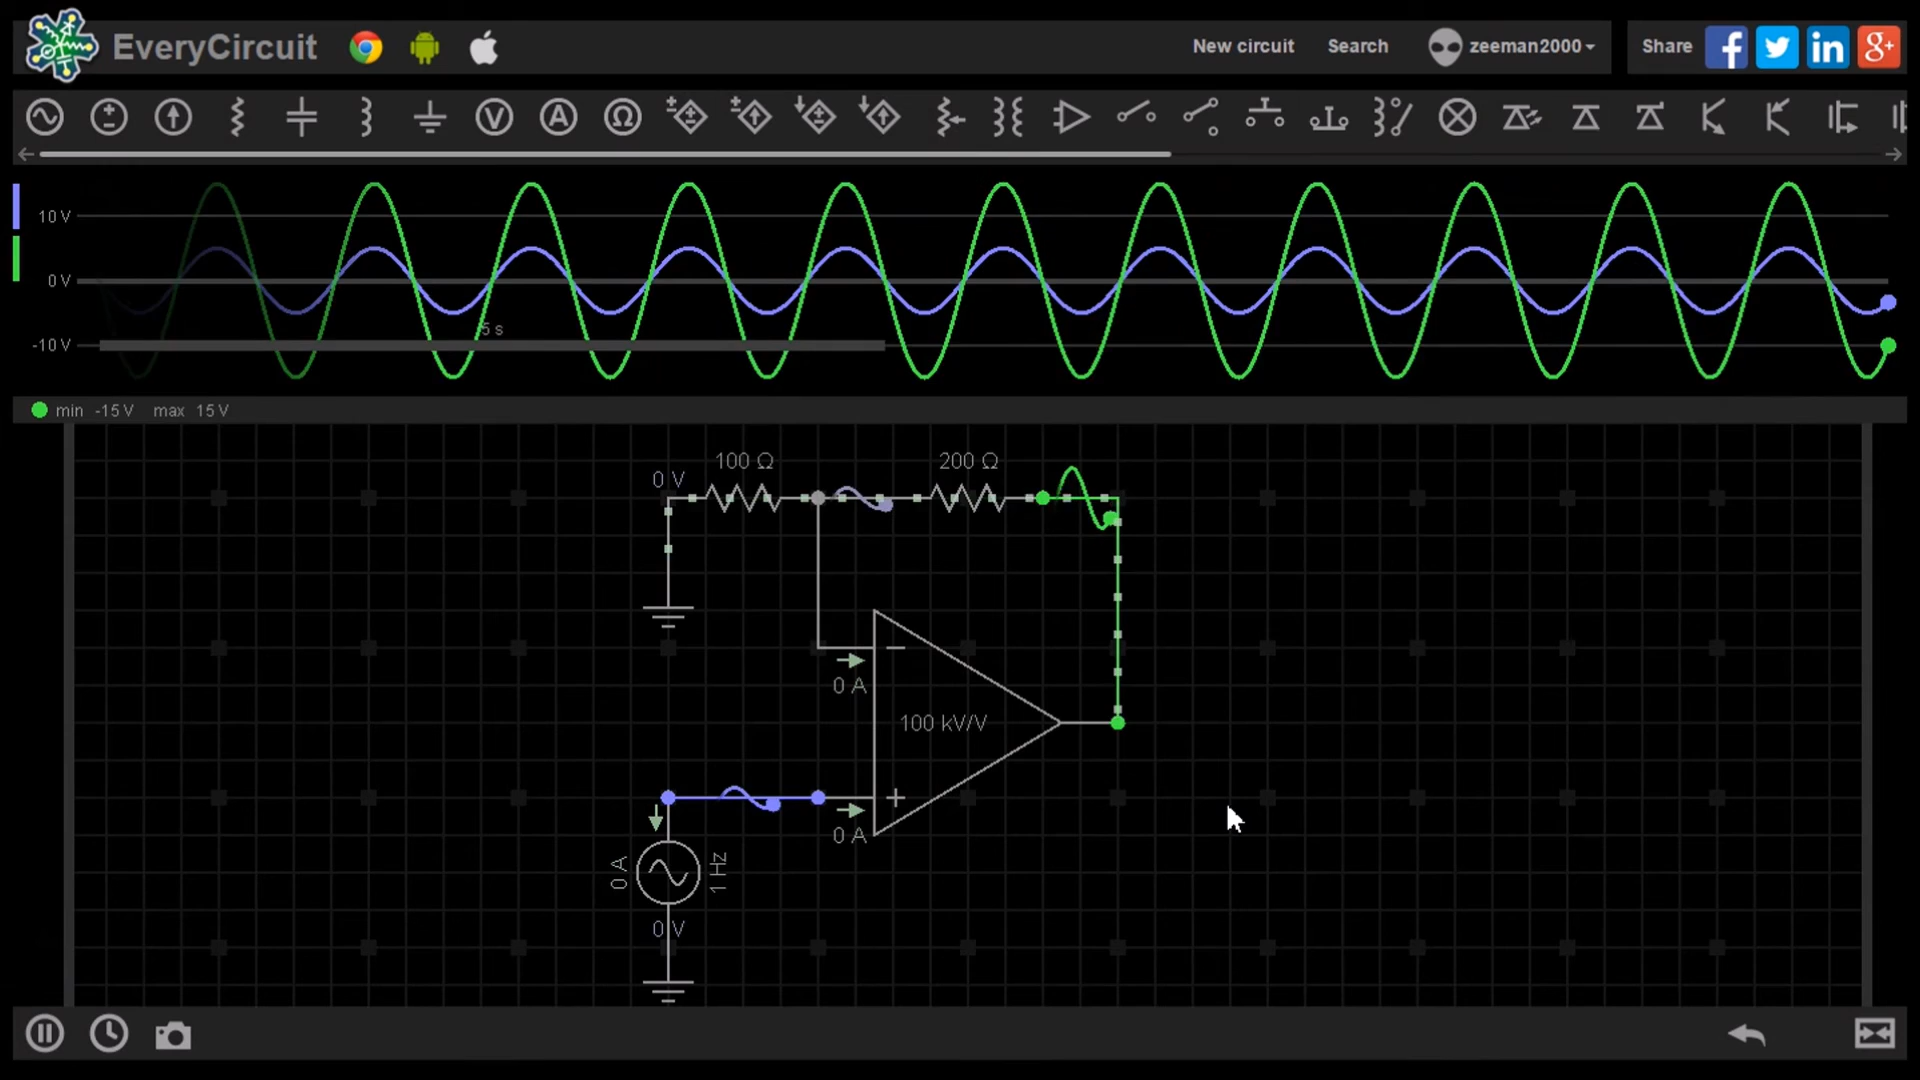 EveryCircuit
New circuit
Search
zeeman2000
Share
V
A
Ω
10 V
0 V
5 s
-10 V
min -15 V max 15 V
100 Ω
200 Ω
0 V
0 A
100 kV/V
0 A
0 A
1 Hz
0 V